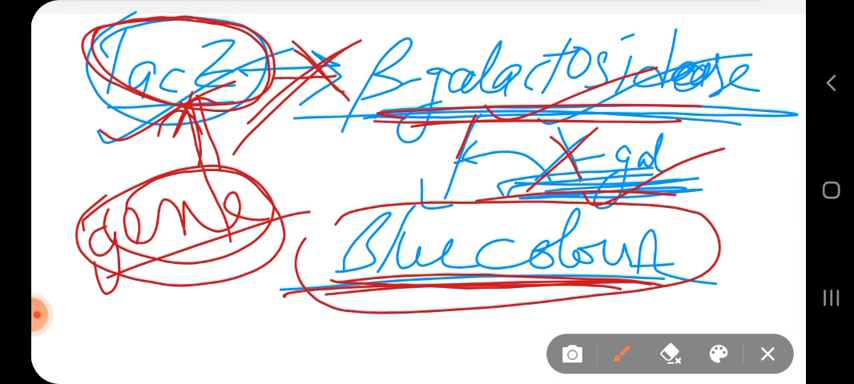 lacZ → β-galactosidase
X-gal
gene
Blue colour